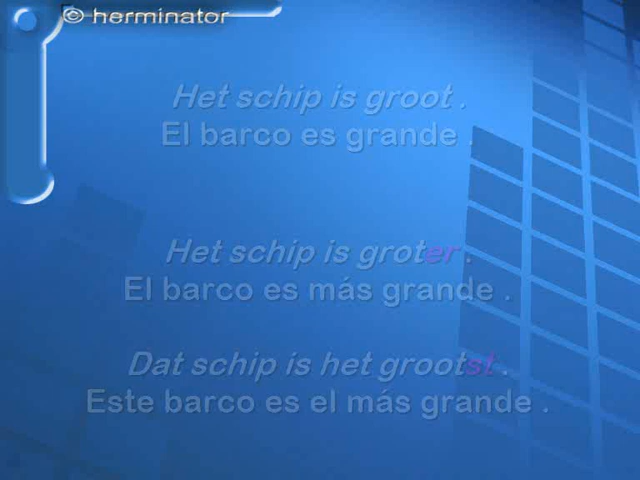 © herminator
Het schip is groot .
El barco es grande .
Het schip is groter .
El barco es más grande .
Dat schip is het grootst .
Este barco es el más grande .